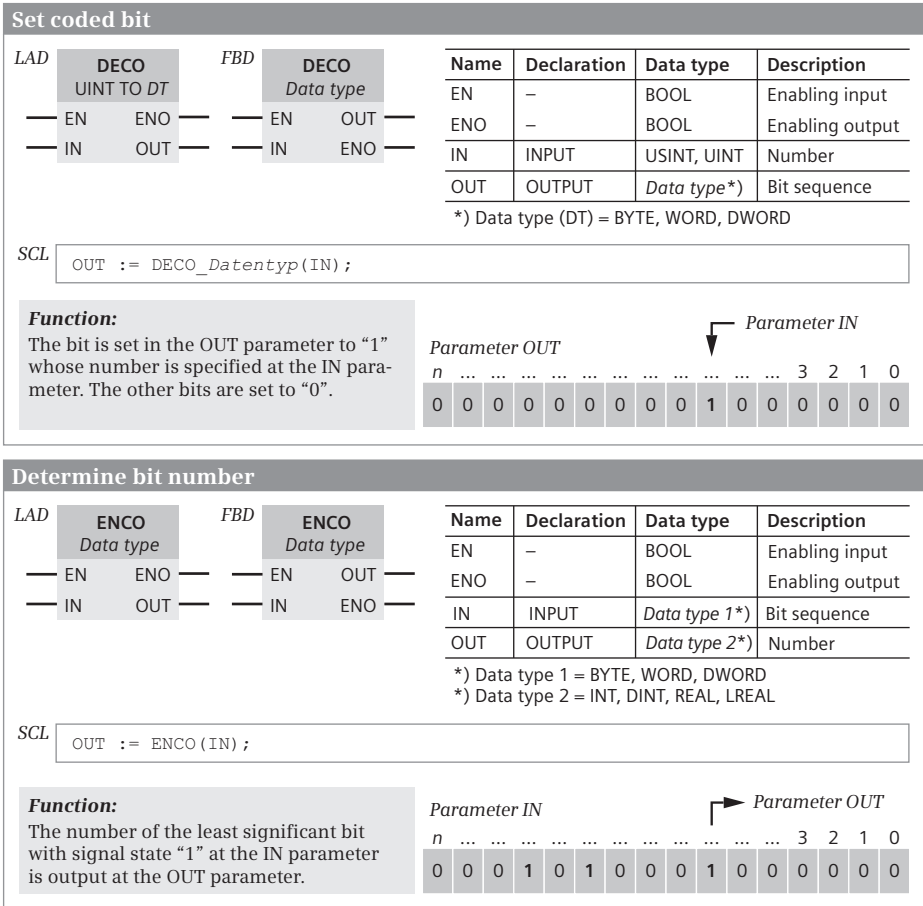 Set coded bit
LAD
DECO
UINT TO DT
EN ENO
IN OUT
FBD
DECO
Data type
EN OUT
IN ENO
Name Declaration Data type Description
EN – BOOL Enabling input
ENO – BOOL Enabling output
IN INPUT USINT, UINT Number
OUT OUTPUT Data type*) Bit sequence
*) Data type (DT) = BYTE, WORD, DWORD
SCL
OUT := DECO_Datentyp(IN);
Function:
The bit is set in the OUT parameter to “1”
whose number is specified at the IN para-
meter. The other bits are set to “0”.
Parameter IN
Parameter OUT
n ... ... ... ... ... ... ... ... ... ... ... 3 2 1 0
0 0 0 0 0 0 0 0 0 1 0 0 0 0 0 0
Determine bit number
LAD
ENCO
Data type
EN ENO
IN OUT
FBD
ENCO
Data type
EN OUT
IN ENO
Name Declaration Data type Description
EN – BOOL Enabling input
ENO – BOOL Enabling output
IN INPUT Data type 1*) Bit sequence
OUT OUTPUT Data type 2*) Number
*) Data type 1 = BYTE, WORD, DWORD
*) Data type 2 = INT, DINT, REAL, LREAL
SCL
OUT := ENCO(IN);
Function:
The number of the least significant bit
with signal state “1” at the IN parameter
is output at the OUT parameter.
Parameter IN
Parameter OUT
n ... ... ... ... ... ... ... ... ... ... ... 3 2 1 0
0 0 0 1 0 1 0 0 0 1 0 0 0 0 0 0